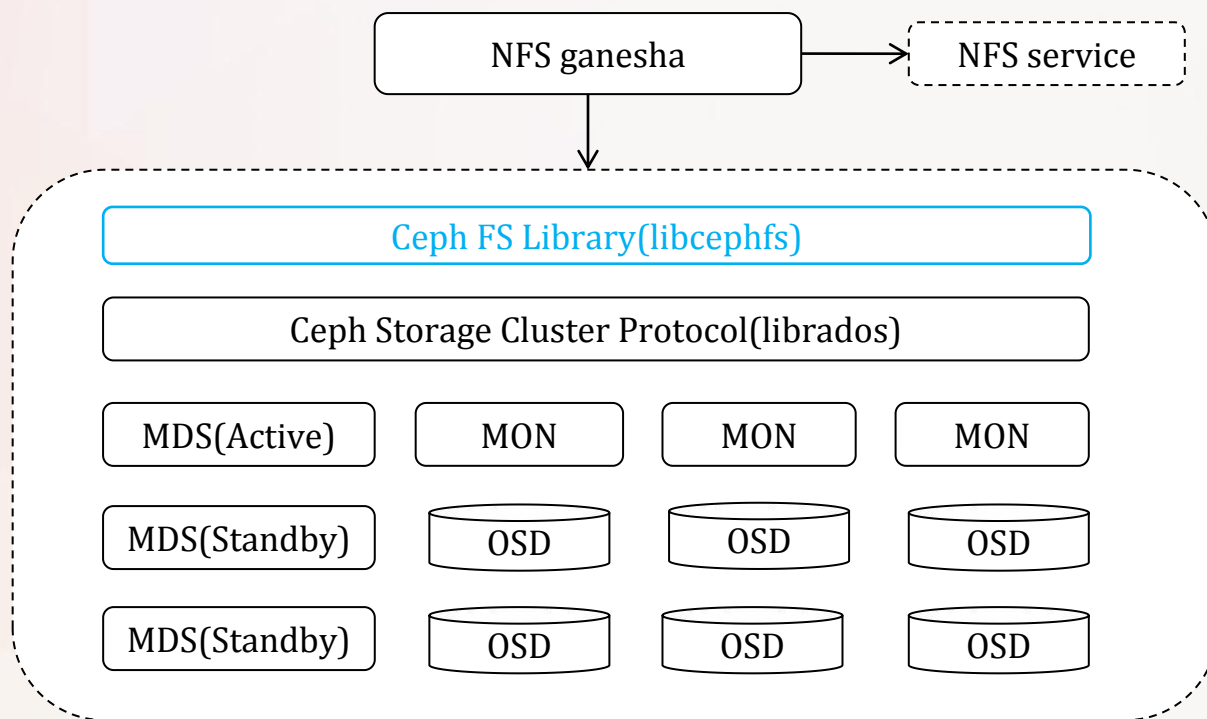 NFS ganesha
NFS service
Ceph FS Library(libcephfs)
Ceph Storage Cluster Protocol(librados)
MDS(Active)
MON
MON
MON
MDS(Standby)
OSD
OSD
OSD
MDS(Standby)
OSD
OSD
OSD